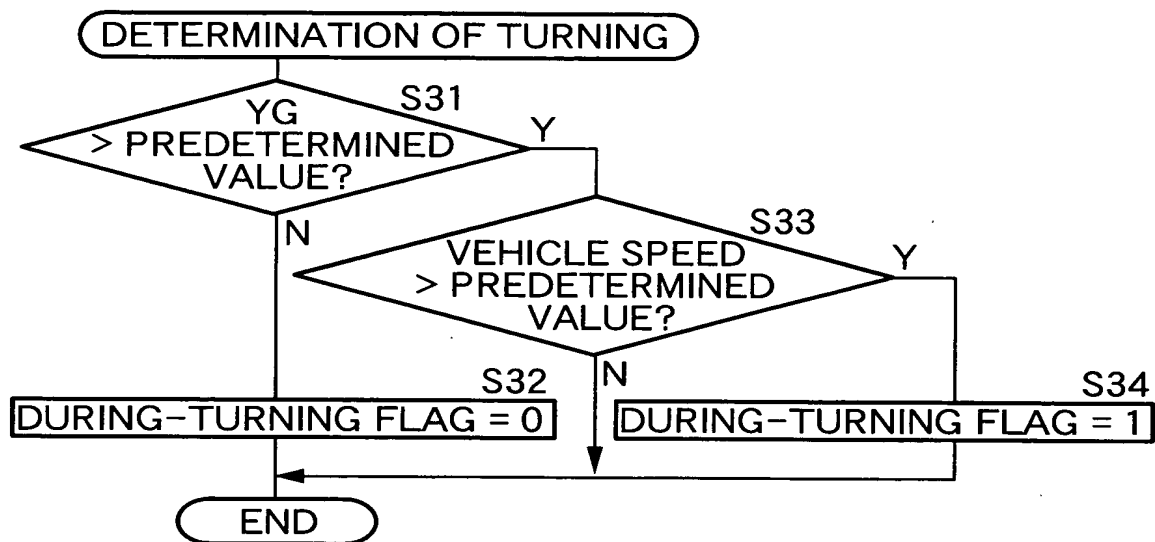 DETERMINATION OF TURNING
S31
YG
> PREDETERMINED
VALUE?
Y
N
S33
VEHICLE SPEED
> PREDETERMINED
VALUE?
Y
N
S32
DURING-TURNING FLAG = 0
S34
DURING-TURNING FLAG = 1
END